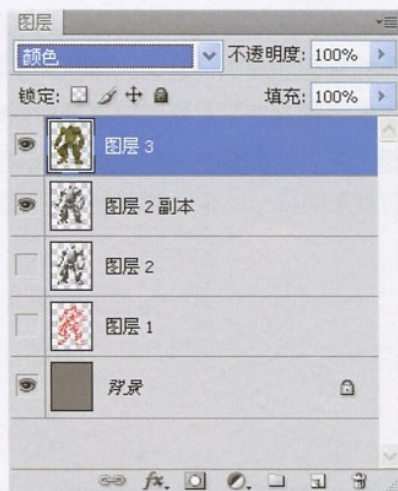 图层
颜色 不透明度: 100%
锁定: 填充: 100%
图层 3
图层 2 副本
图层 2
图层 1
背景
fx.